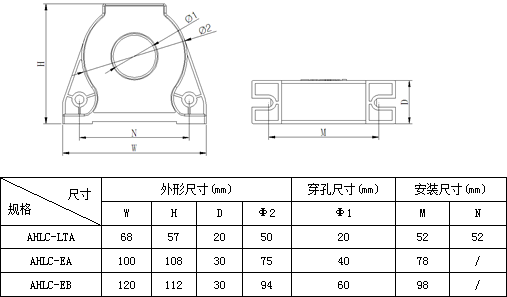 Φ1
Φ2
H
N
W
D
M
尺寸 外形尺寸(mm) 穿孔尺寸(mm) 安装尺寸(mm)
规格 W H D Φ2 Φ1 M N
AHLC-LTA 68 57 20 50 20 52 52
AHLC-EA 100 108 30 75 40 78 /
AHLC-EB 120 112 30 94 60 98 /